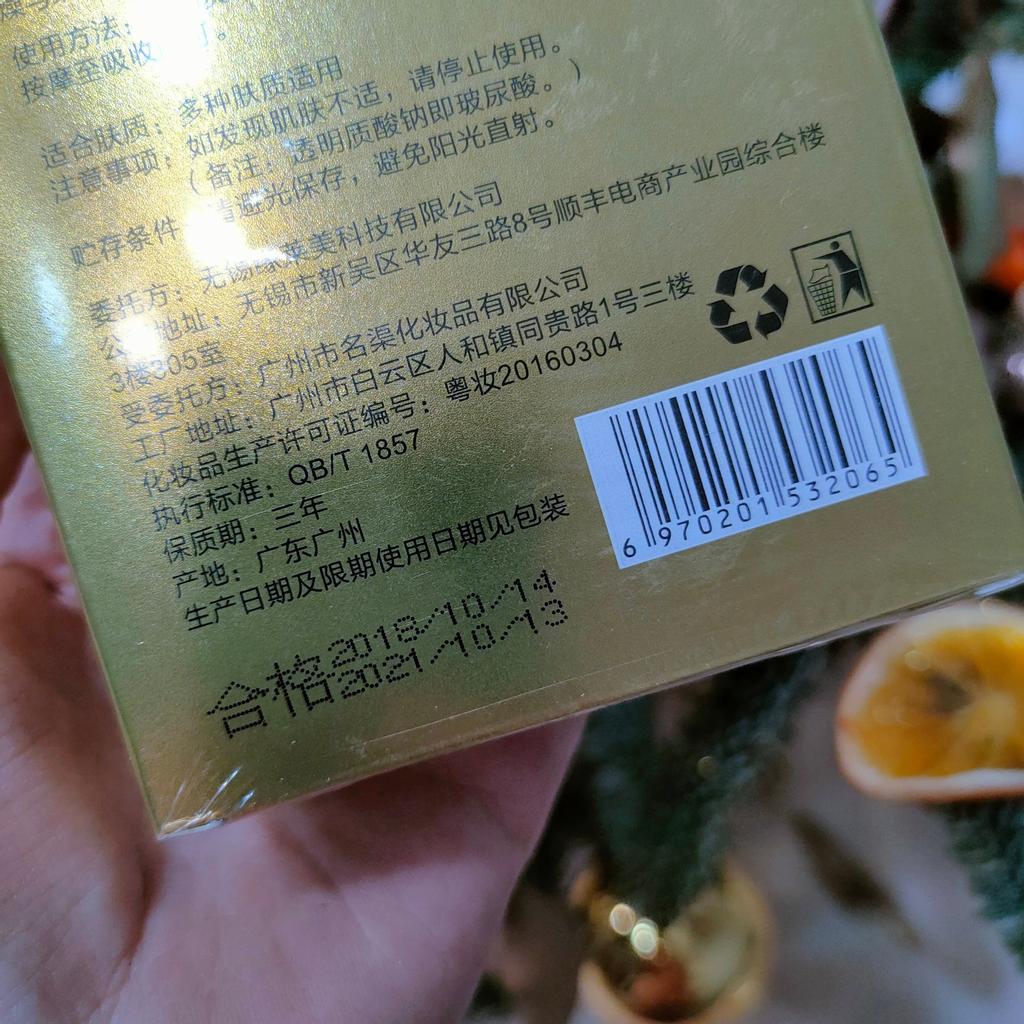 使用方法：
按摩至吸收即可。
适合肤质：多种肤质适用
注意事项：如发现肌肤不适，请停止使用。
（备注：透明质酸钠即玻尿酸。）
贮存条件 请避光保存，避免阳光直射。
委托方：无锡 莱美科技有限公司
公 地址：无锡市新吴区华友三路8号顺丰电商产业园综合楼
3楼305室
受委托方：广州市名渠化妆品有限公司
工厂地址：广州市白云区人和镇同贵路1号三楼
化妆品生产许可证编号：粤妆20160304
执行标准：QB/T 1857
保质期：三年
产地：广东广州
生产日期及限期使用日期见包装
合格2018/10/14
2021/10/13
6 970201 532065